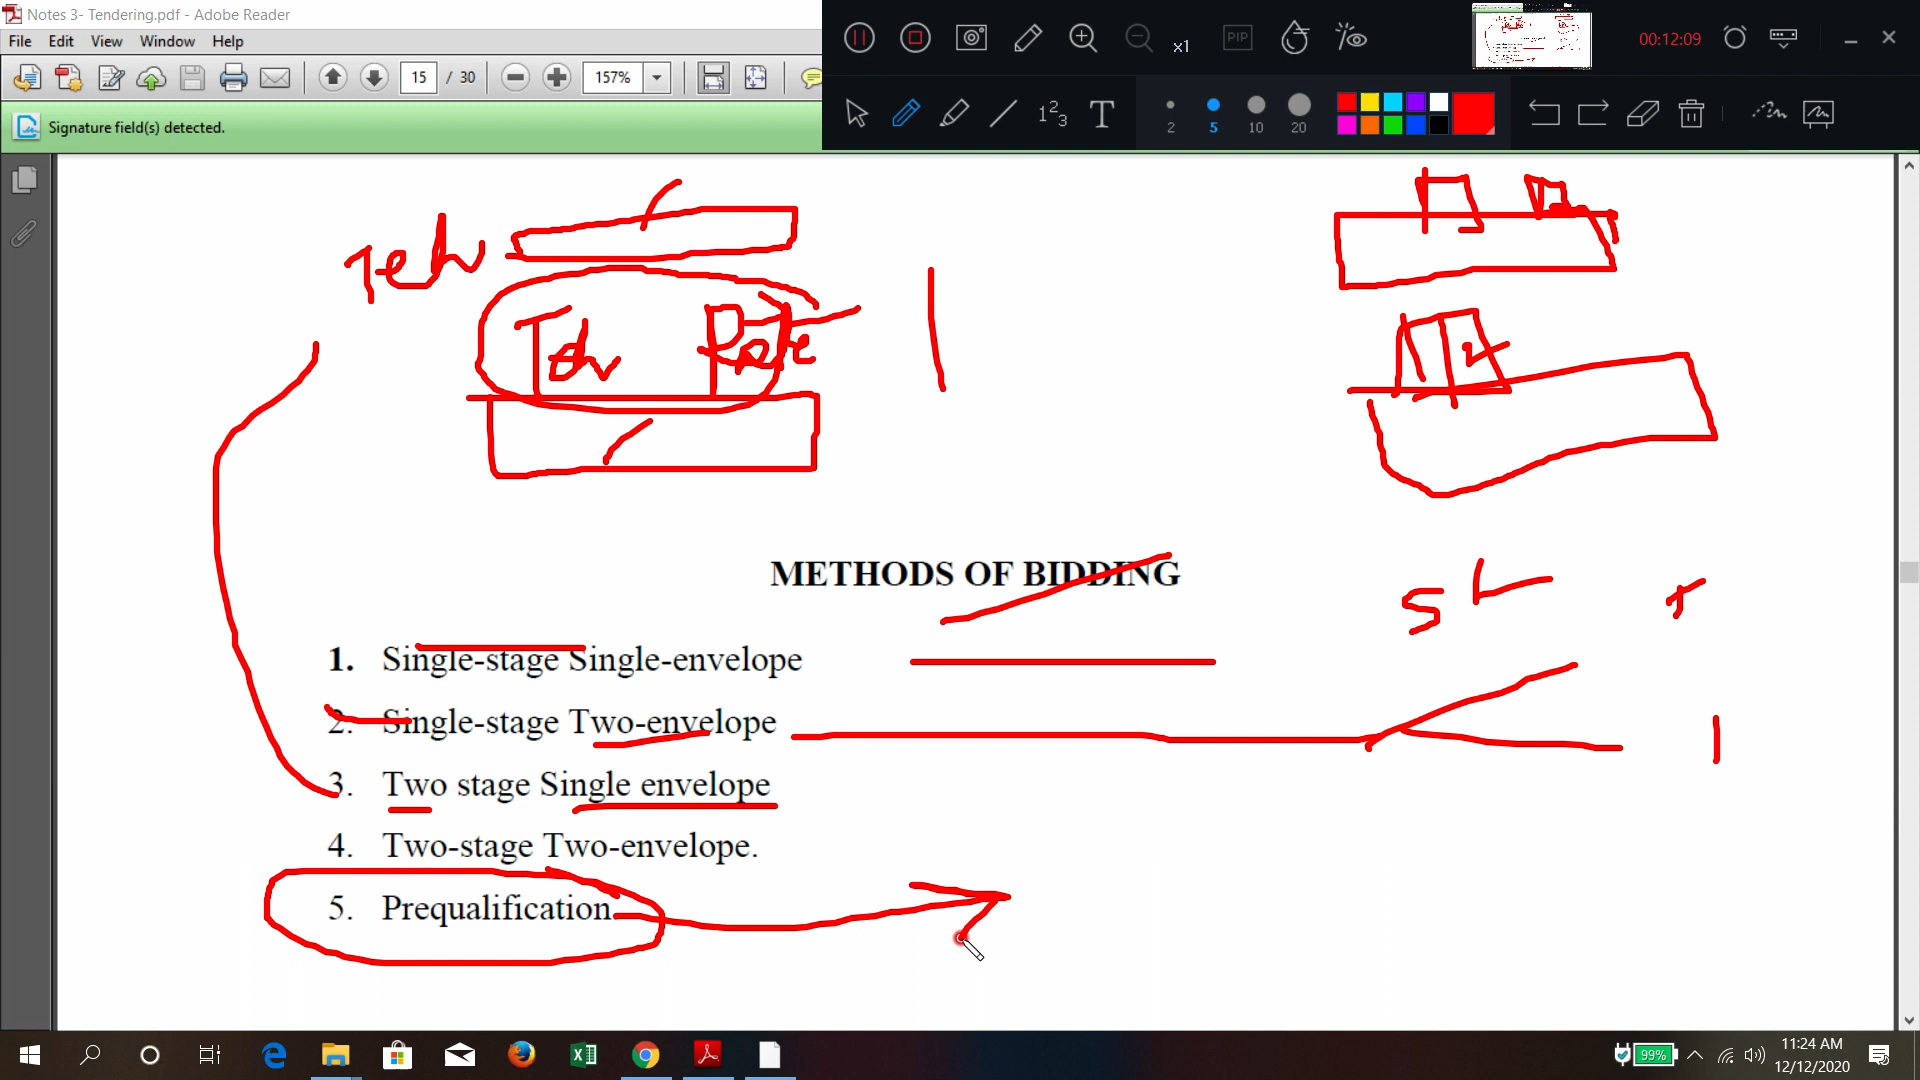 Notes 3- Tendering.pdf - Adobe Reader
File Edit View Window Help
15 / 30 157%
x1 PIP 00:12:09
2 5 10 20
Signature field(s) detected.
Tech
Rate
METHODS OF BIDDING
1. Single-stage Single-envelope
2. Single-stage Two-envelope
3. Two stage Single envelope
4. Two-stage Two-envelope.
5. Prequalification
99% 11:24 AM
12/12/2020